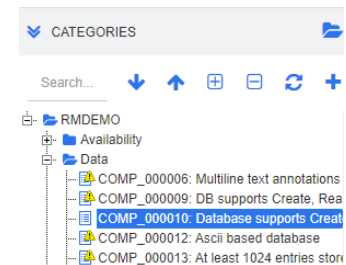 CATEGORIES
Search...
RMDEMO
Availability
Data
COMP_000006: Multiline text annotations
COMP_000009: DB supports Create, Rea
COMP_000010: Database supports Creat
COMP_000012: Ascii based database
COMP_000013: At least 1024 entries store